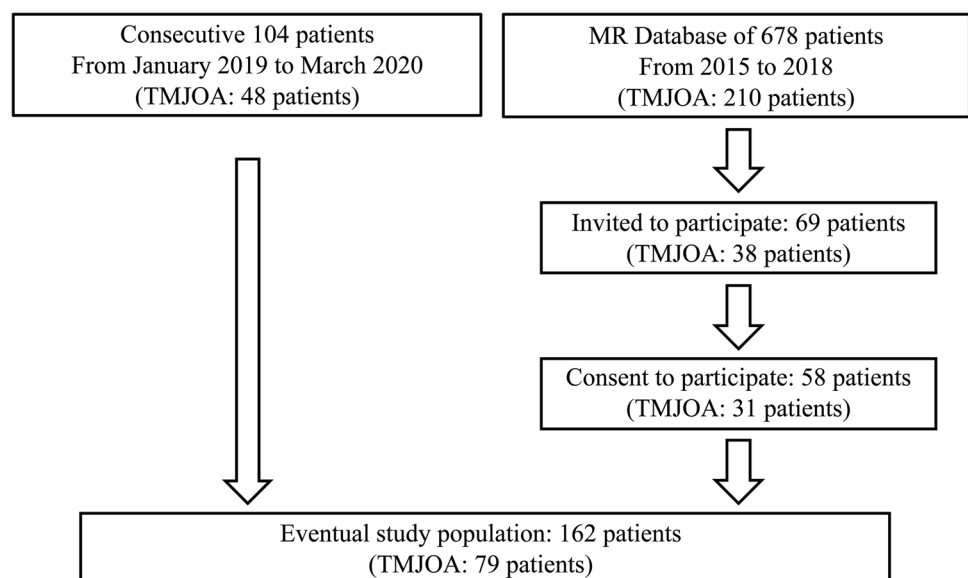 Consecutive 104 patients
From January 2019 to March 2020
(TMJOA: 48 patients)
MR Database of 678 patients
From 2015 to 2018
(TMJOA: 210 patients)
Invited to participate: 69 patients
(TMJOA: 38 patients)
Consent to participate: 58 patients
(TMJOA: 31 patients)
Eventual study population: 162 patients
(TMJOA: 79 patients)